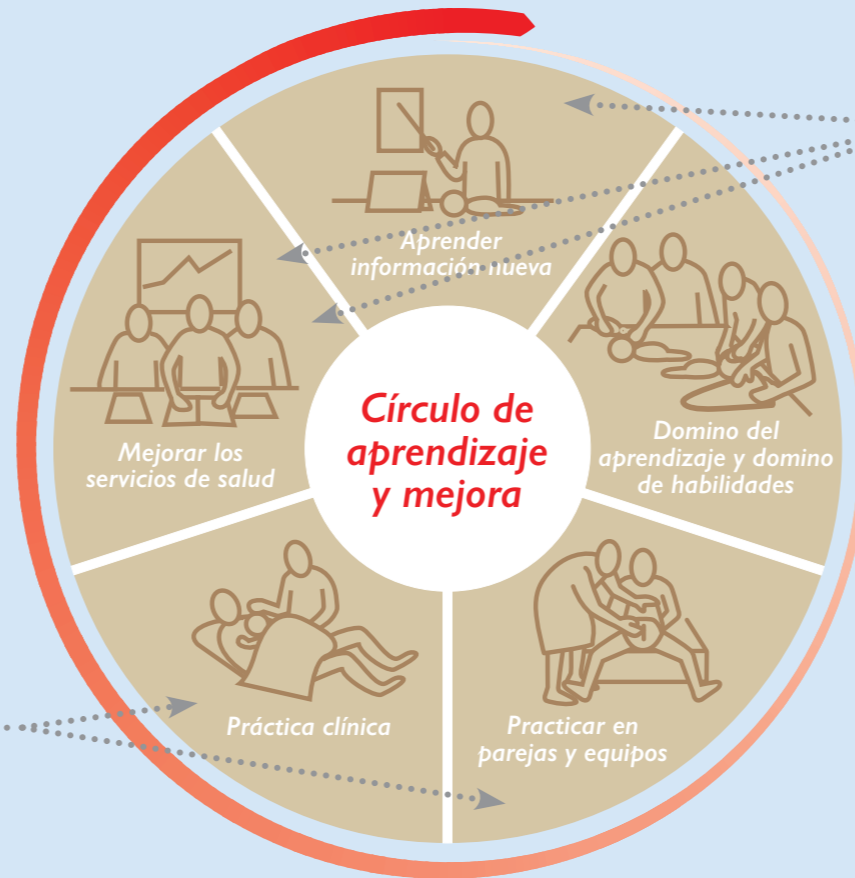 Aprender
información nueva
Domino del
aprendizaje y domino
de habilidades
Practicar en
parejas y equipos
Práctica clínica
Mejorar los
servicios de salud
Círculo de
aprendizaje
y mejora